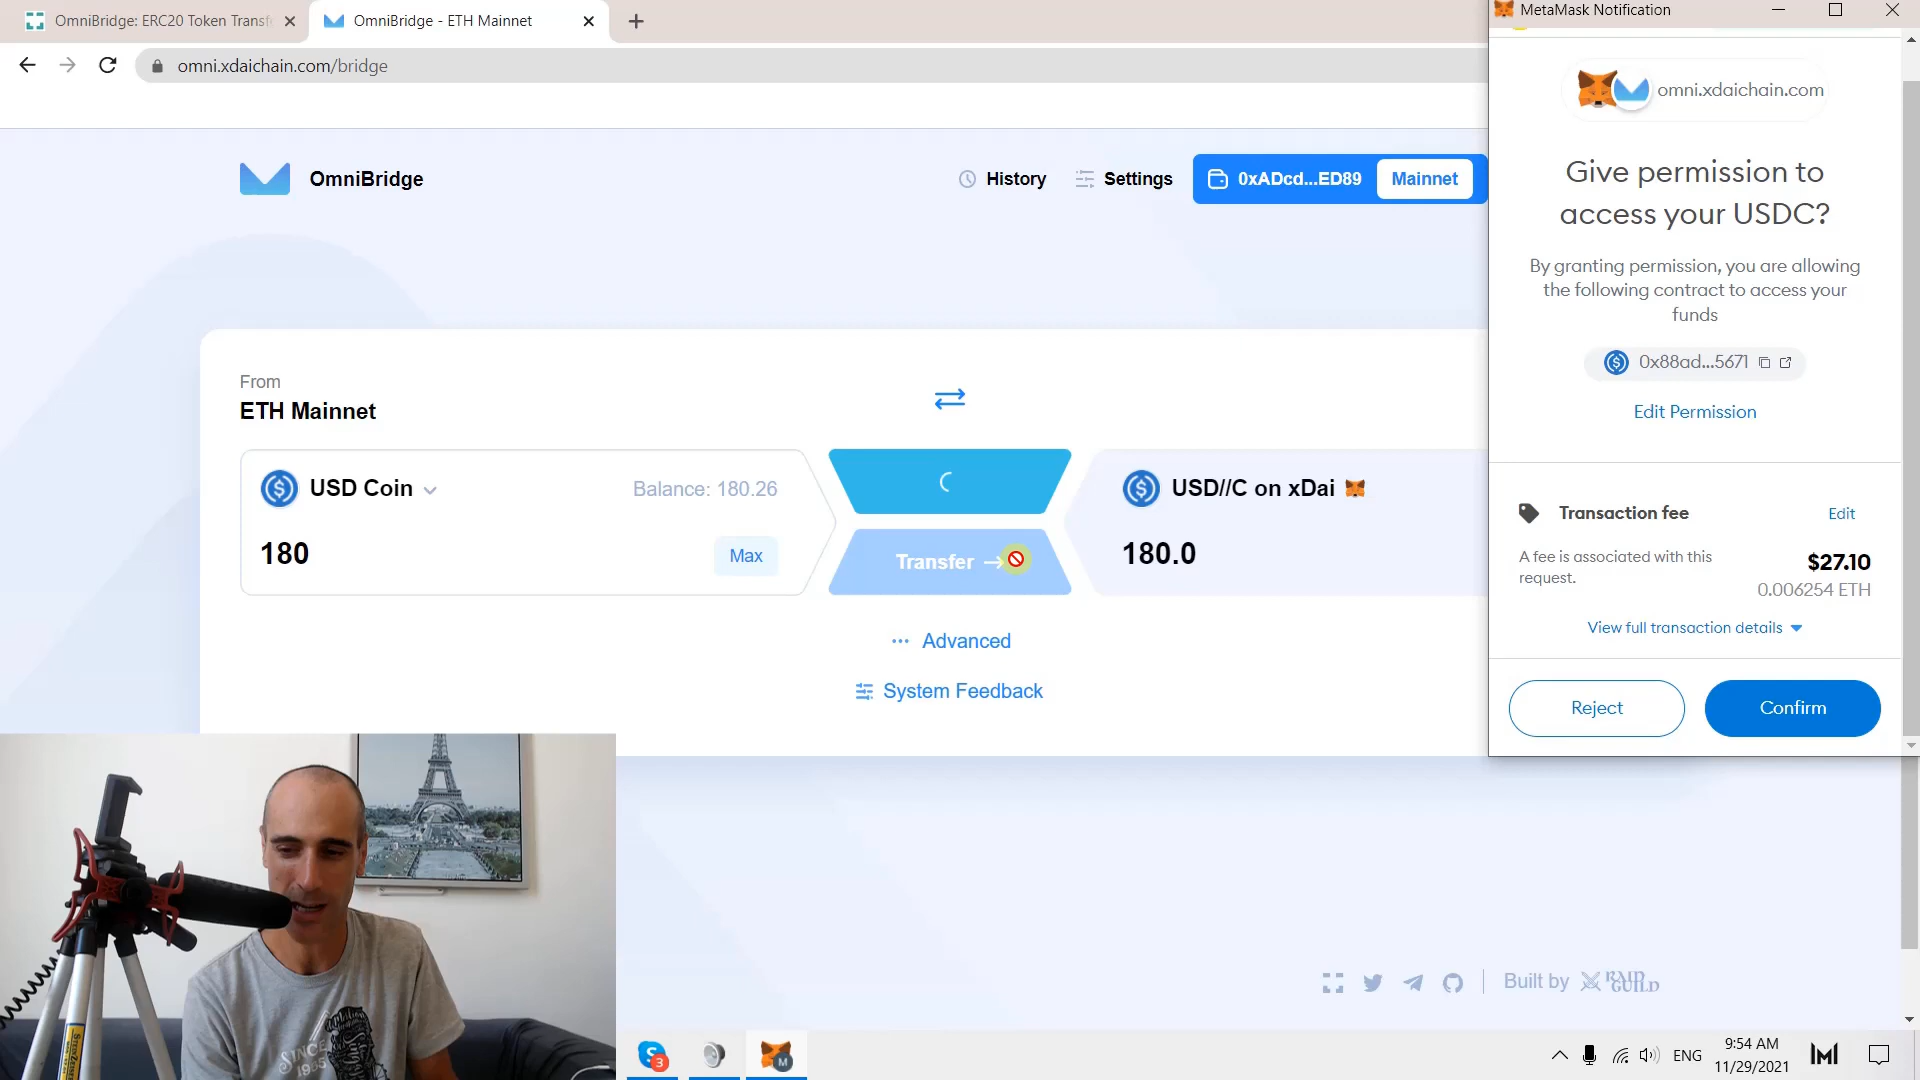 OmniBridge: ERC20 Token Transf
OmniBridge - ETH Mainnet
omni.xdaichain.com/bridge
OmniBridge
History
Settings
0xADcd...ED89
Mainnet
From
ETH Mainnet
USD Coin
Balance: 180.26
180
Max
Transfer
USD//C on xDai
180.0
Advanced
System Feedback
MetaMask Notification
omni.xdaichain.com
Give permission to
access your USDC?
By granting permission, you are allowing
the following contract to access your
funds
0x88ad...5671
Edit Permission
Transaction fee
Edit
A fee is associated with this
request.
$27.10
0.006254 ETH
View full transaction details
Reject
Confirm
Built by
RAID
GUILD
SINCE
3
M
ENG
9:54 AM
11/29/2021